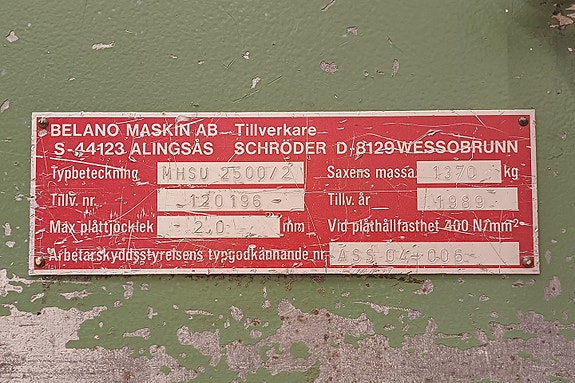 BELANO MASKIN AB Tillverkare
S-44123 ALINGSÅS SCHRÖDER D-8129 WESSOBRUNN
Typbeteckning MHSU 2500/2 Saxens massa 1370 kg
Tillv. nr. 120196 Tillv. år 1989
Max plåttjocklek 2,0 mm Vid plåthållfasthet 400 N/mm²
Arbetarskyddsstyrelsens typgodkännande nr. ASS 04-006